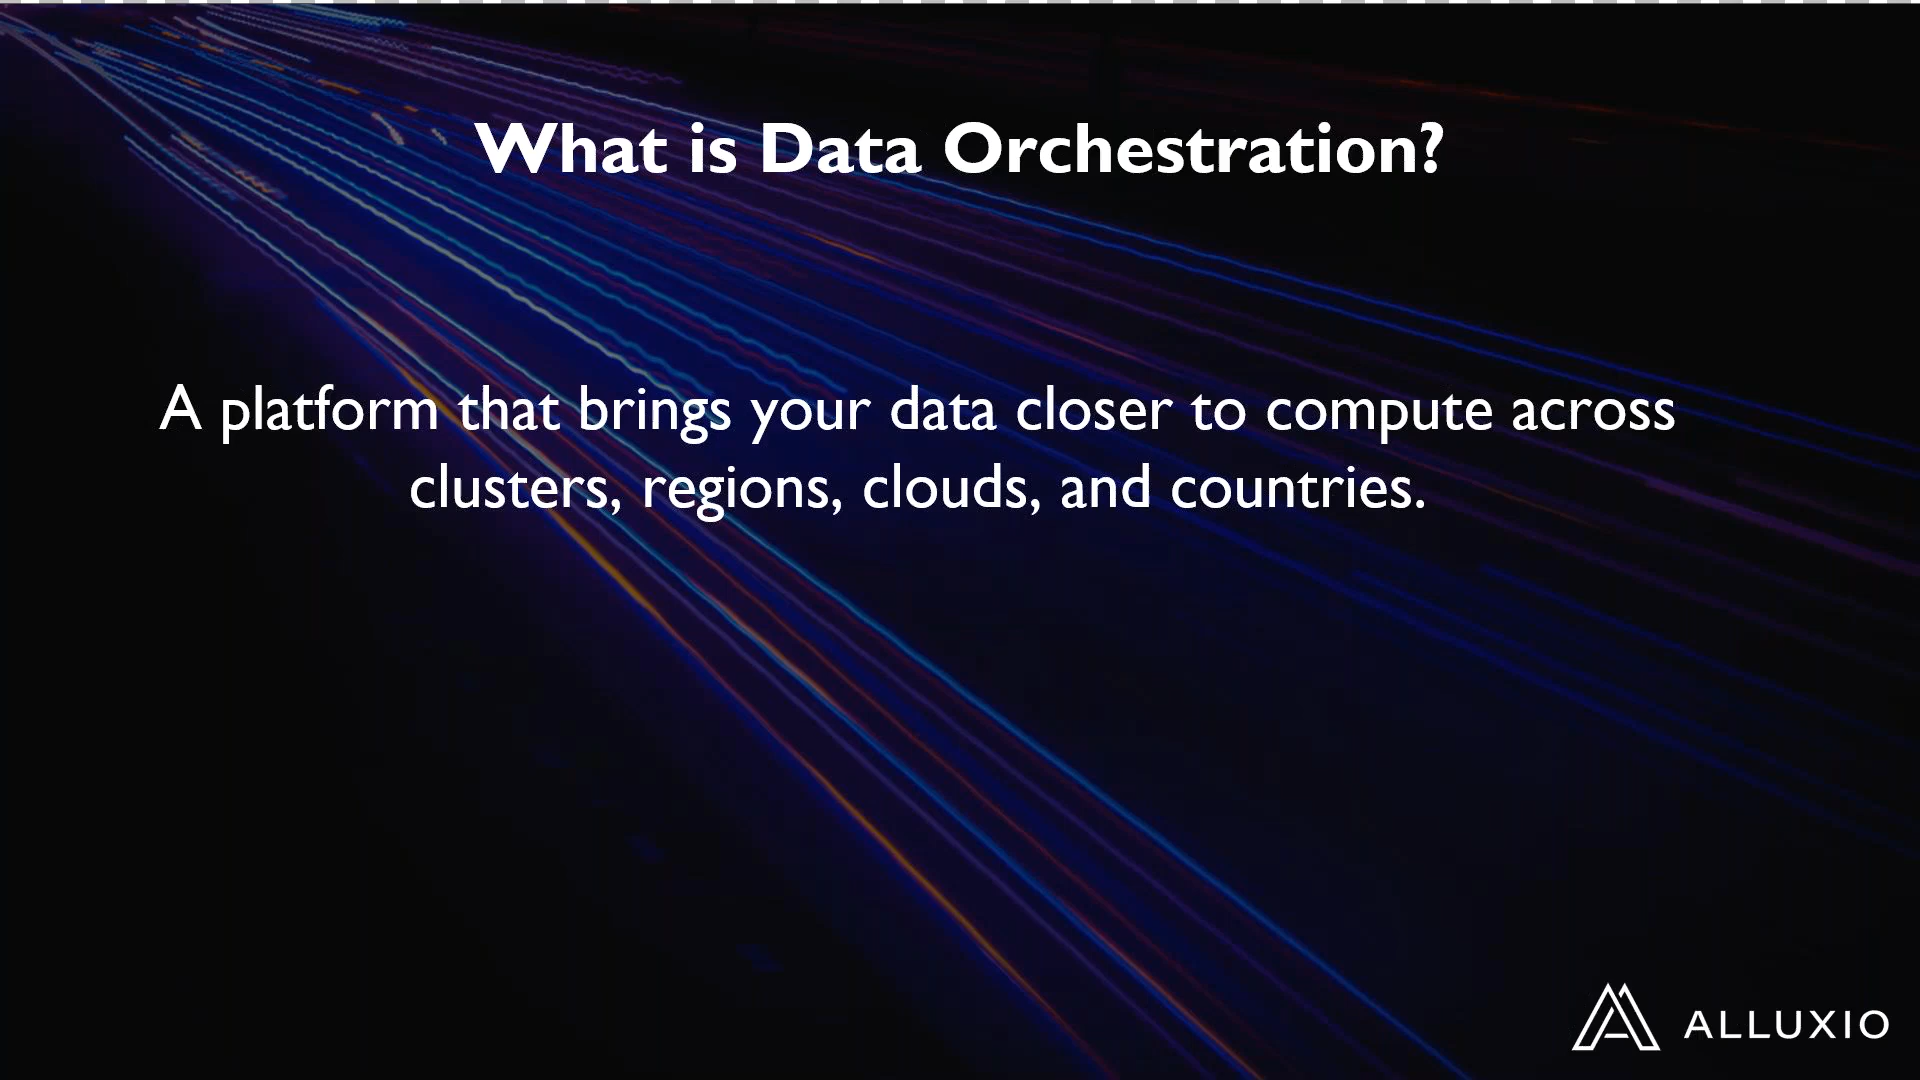 What is Data Orchestration?
A platform that brings your data closer to compute across
clusters, regions, clouds, and countries.
ALLUXIO